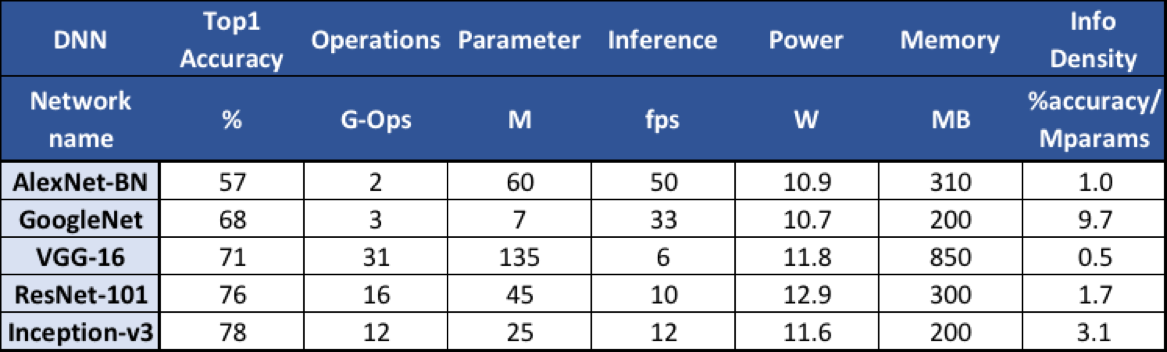 DNN Top1 Accuracy Operations Parameter Inference Power Memory Info Density
Network name % G-Ops M fps W MB %accuracy/ Mparams
AlexNet-BN 57 2 60 50 10.9 310 1.0
GoogleNet 68 3 7 33 10.7 200 9.7
VGG-16 71 31 135 6 11.8 850 0.5
ResNet-101 76 16 45 10 12.9 300 1.7
Inception-v3 78 12 25 12 11.6 200 3.1